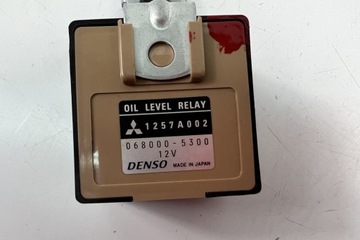 OIL LEVEL RELAY
1257A002
068000-5300
12V
DENSO MADE IN JAPAN